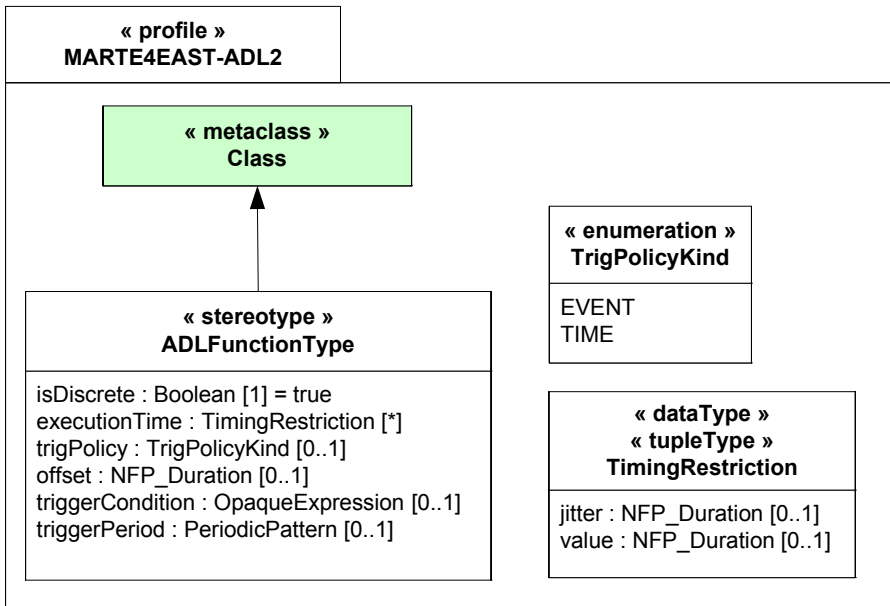 « profile »
MARTE4EAST-ADL2
« metaclass »
Class
« stereotype »
ADLFunctionType
isDiscrete : Boolean [1] = true
executionTime : TimingRestriction [*]
trigPolicy : TrigPolicyKind [0..1]
offset : NFP_Duration [0..1]
triggerCondition : OpaqueExpression [0..1]
triggerPeriod : PeriodicPattern [0..1]
« enumeration »
TrigPolicyKind
EVENT
TIME
« dataType »
« tupleType »
TimingRestriction
jitter : NFP_Duration [0..1]
value : NFP_Duration [0..1]